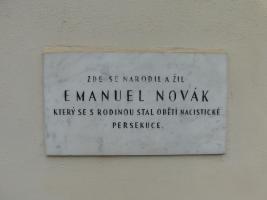 ZDE SE NARODIL A ŽIL
EMANUEL NOVÁK
KTERÝ SE S RODINOU STAL OBĚTÍ NACISTICKÉ
PERSEKUCE.